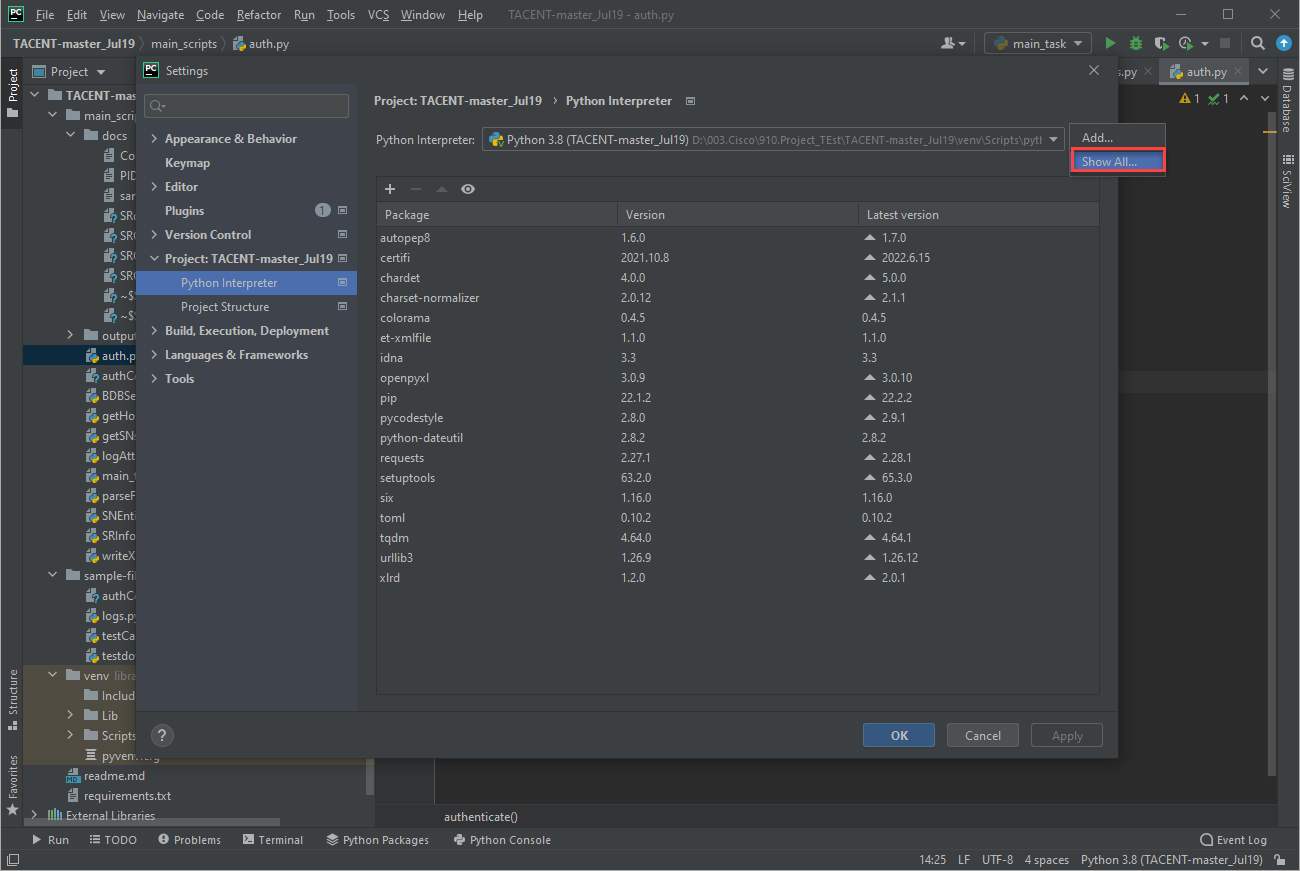 PC File Edit View Navigate Code Refactor Run Tools VCS Window Help TACENT-master_Jul19 - auth.py
TACENT-master_Jul19 main_scripts auth.py main_task
Project
Project
s.py auth.py
PC Settings
TACENT-mas
main_scrip
docs
Co
PID
sar
SR
SR
SR
SR
~$
~$
output
auth.p
authCo
BDBSe
getHo
getSNs
logAtt
main_t
parseF
SNEnti
SRInfo
writeX
sample-fil
authCo
logs.py
testCa
testdo
venv libra
Includ
Lib
Scripts
pyvenv.cfg
readme.md
requirements.txt
External Libraries
Structure
Favorites
Appearance & Behavior
Keymap
Editor
Plugins 1
Version Control
Project: TACENT-master_Jul19
Python Interpreter
Project Structure
Build, Execution, Deployment
Languages & Frameworks
Tools
?
Project: TACENT-master_Jul19 › Python Interpreter
Python Interpreter: Python 3.8 (TACENT-master_Jul19) D:\003.Cisco\910.Project_TEst\TACENT-master_Jul19\venv\Scripts\pyth
Add...
Show All...
Package Version Latest version
autopep8 1.6.0 1.7.0
certifi 2021.10.8 2022.6.15
chardet 4.0.0 5.0.0
charset-normalizer 2.0.12 2.1.1
colorama 0.4.5 0.4.5
et-xmlfile 1.1.0 1.1.0
idna 3.3 3.3
openpyxl 3.0.9 3.0.10
pip 22.1.2 22.2.2
pycodestyle 2.8.0 2.9.1
python-dateutil 2.8.2 2.8.2
requests 2.27.1 2.28.1
setuptools 63.2.0 65.3.0
six 1.16.0 1.16.0
toml 0.10.2 0.10.2
tqdm 4.64.0 4.64.1
urllib3 1.26.9 1.26.12
xlrd 1.2.0 2.0.1
OK Cancel Apply
1 1
Database
SciView
authenticate()
Run TODO Problems Terminal Python Packages Python Console Event Log
14:25 LF UTF-8 4 spaces Python 3.8 (TACENT-master_Jul19)